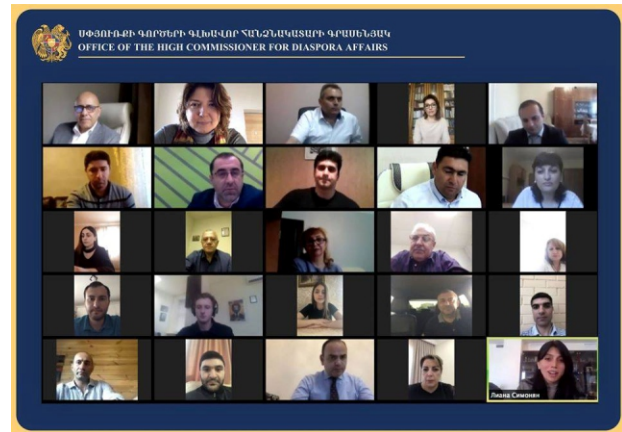 ՍՓՅՈՒՌՔԻ ԳՈՐԾԵՐԻ ԳԼԽԱՎՈՐ ՀԱՆՁՆԱԿԱՏԱՐԻ ԳՐԱՍԵՆՅԱԿ
OFFICE OF THE HIGH COMMISSIONER FOR DIASPORA AFFAIRS
Лиана Симонян